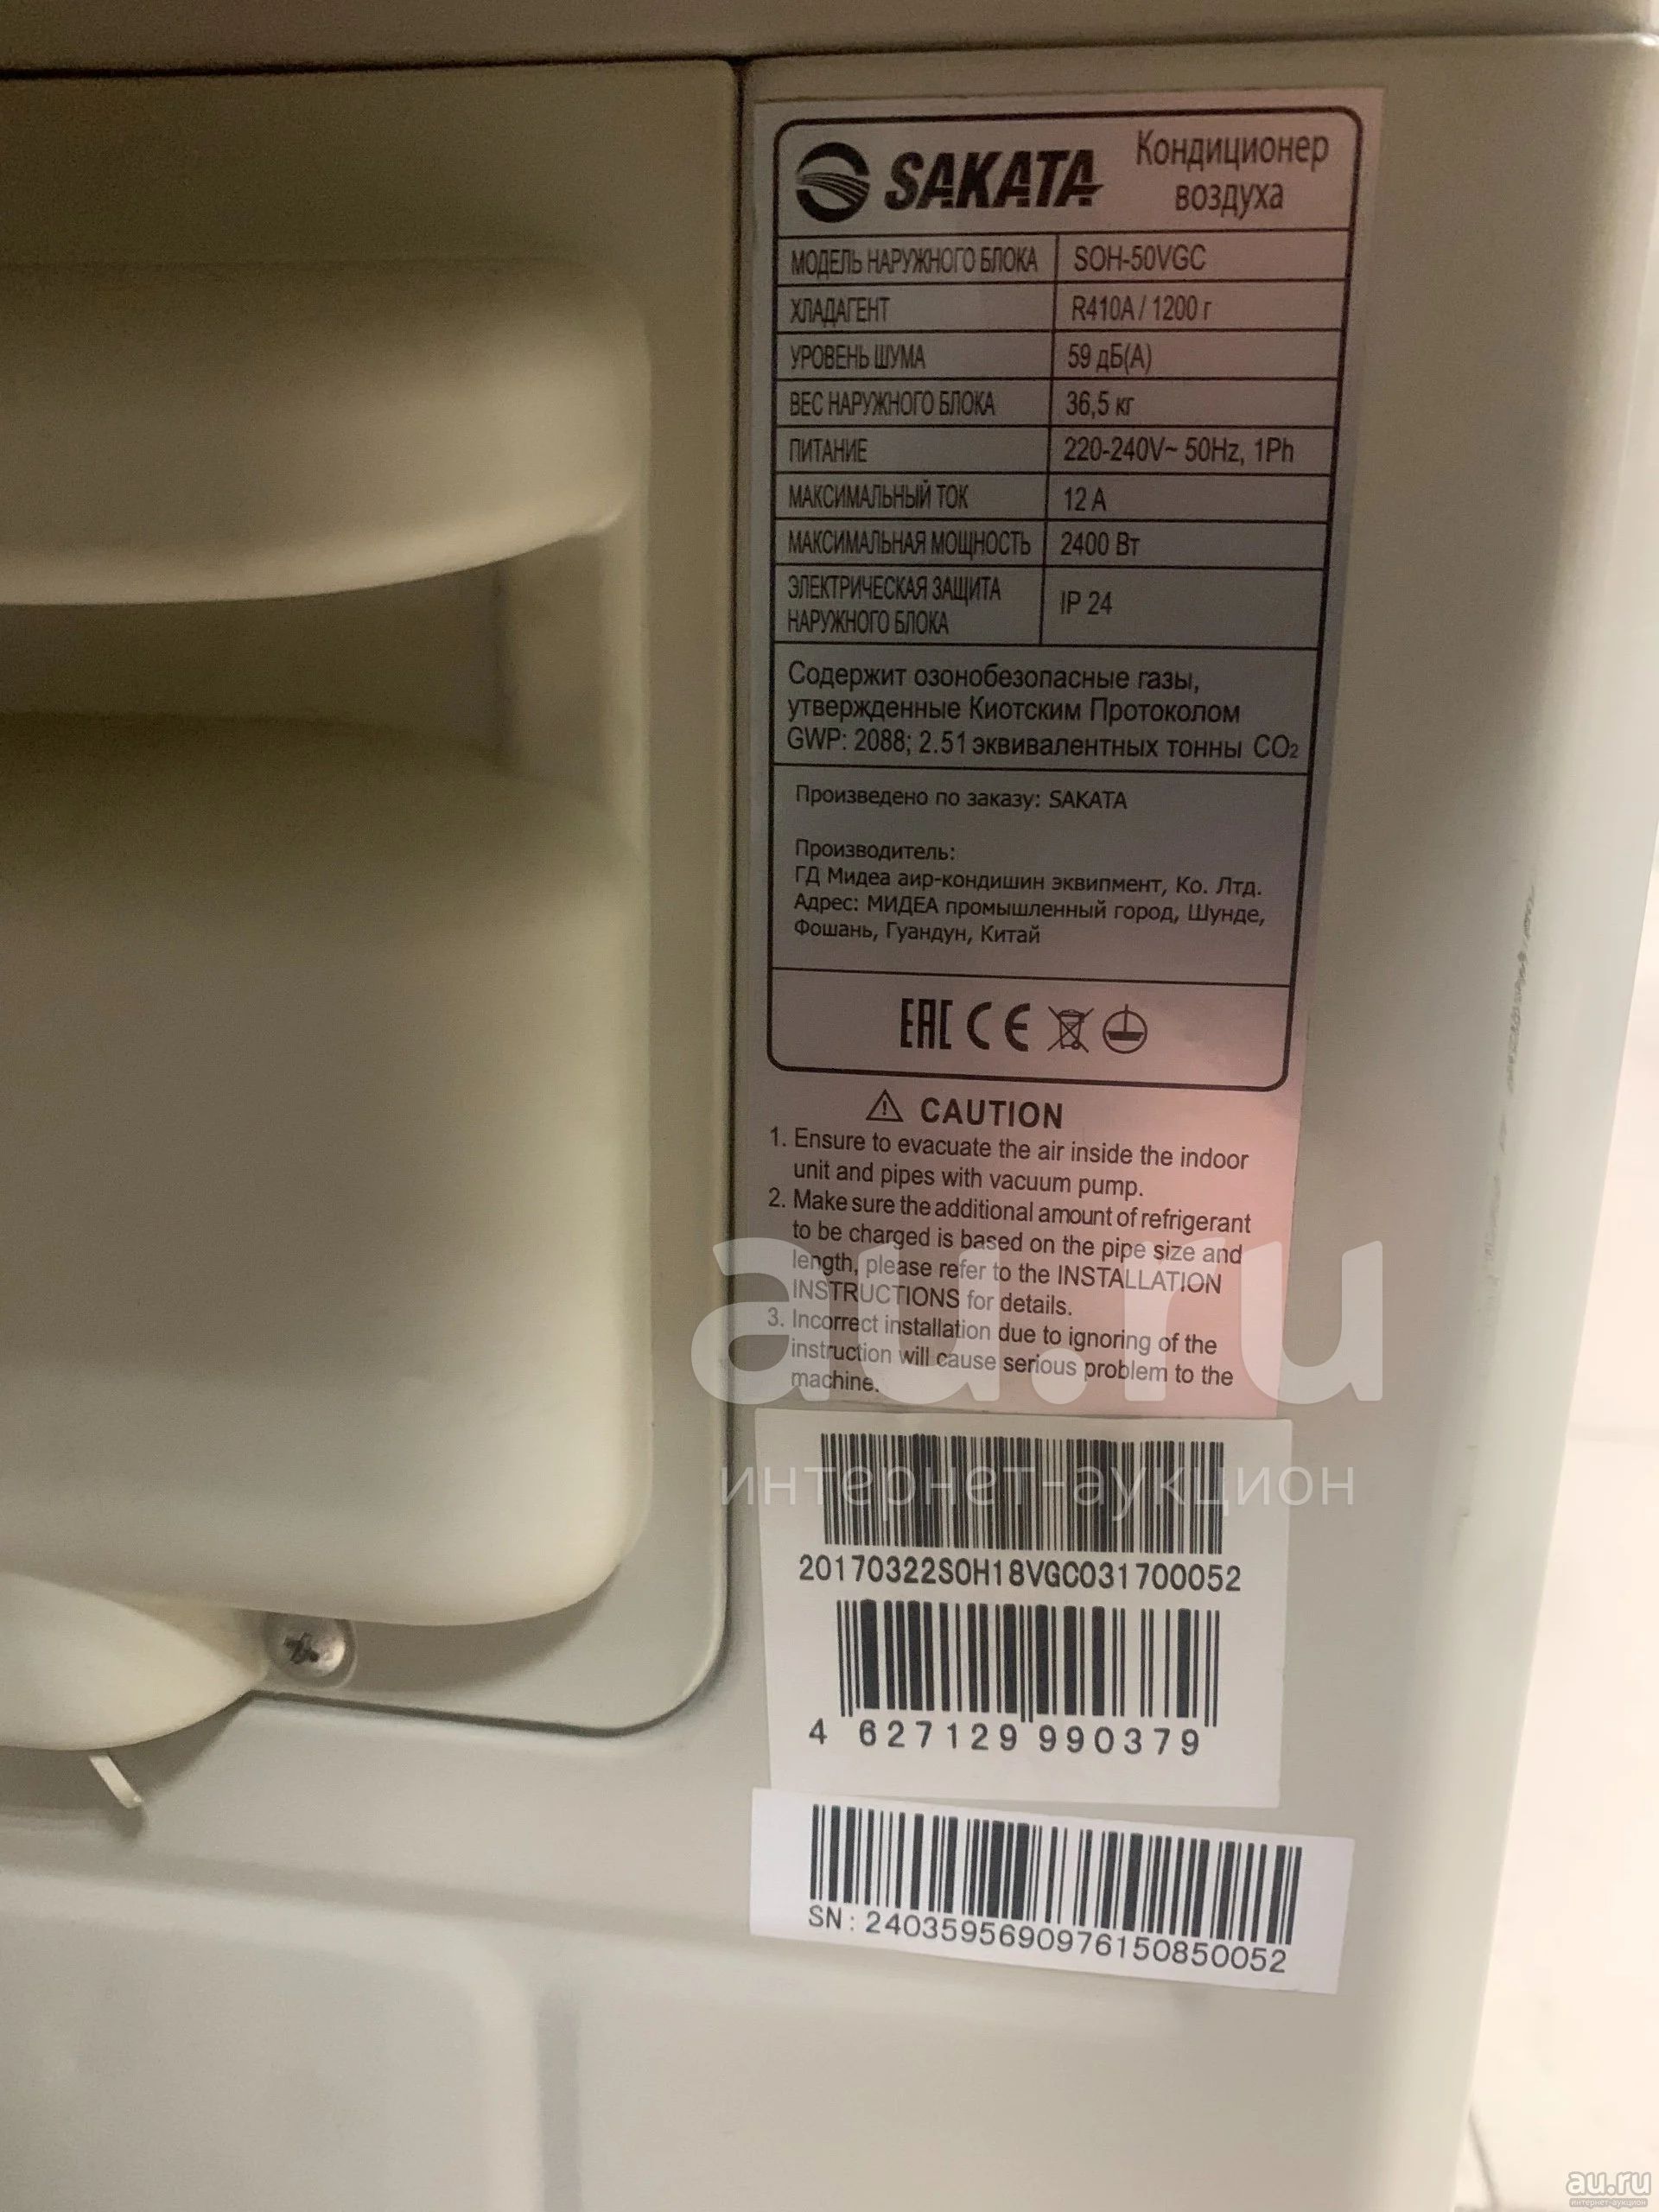 SAKATA
Кондиционер
воздуха
МОДЕЛЬ НАРУЖНОГО БЛОКА SOH-50VGC
ХЛАДАГЕНТ R410A / 1200 г
УРОВЕНЬ ШУМА 59 дБ(А)
ВЕС НАРУЖНОГО БЛОКА 36,5 кг
ПИТАНИЕ 220-240V~ 50Hz, 1Ph
МАКСИМАЛЬНЫЙ ТОК 12 А
МАКСИМАЛЬНАЯ МОЩНОСТЬ 2400 Вт
ЭЛЕКТРИЧЕСКАЯ ЗАЩИТА
НАРУЖНОГО БЛОКА IP 24
Содержит озонобезопасные газы,
утвержденные Киотским Протоколом
GWP: 2088; 2.51 эквивалентных тонны CO₂
Произведено по заказу: SAKATA
Производитель:
ГД Мидеа аир-кондишин эквипмент, Ко. Лтд.
Адрес: МИДЕА промышленный город, Шунде,
Фошань, Гуандун, Китай
EAC CE
CAUTION
1. Ensure to evacuate the air inside the indoor
unit and pipes with vacuum pump.
2. Make sure the additional amount of refrigerant
to be charged is based on the pipe size and
length, please refer to the INSTALLATION
INSTRUCTIONS for details.
3. Incorrect installation due to ignoring of the
instruction will cause serious problem to the
machine.
au.ru
интернет-аукцион
20170322SOH18VGC031700052
4 627129 990379
SN: 2403595690976150850052
au.ru
интернет-аукцион